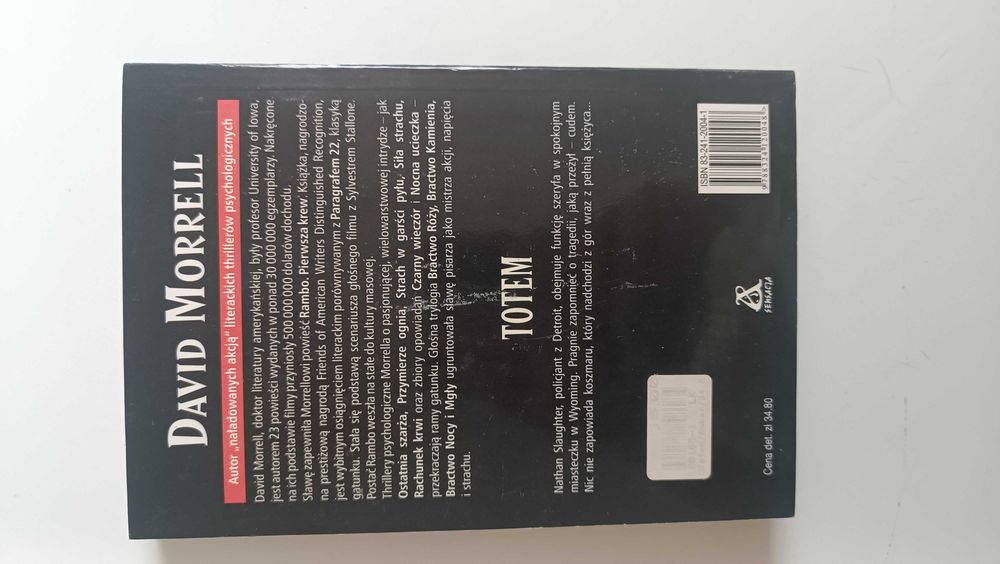 DAVID MORRELL
Autor „naładowanych akcją” literackich thrillerów psychologicznych
David Morrell, doktor literatury amerykańskiej, były profesor University of Iowa,
jest autorem 23 powieści wydanych w ponad 30 000 000 egzemplarzy. Nakręcone
na ich podstawie filmy przyniosły 500 000 000 dolarów dochodu.
Sławę zapewniła Morrellowi powieść Rambo. Pierwsza krew. Książka, nagrodzo-
na prestiżową nagrodą Friends of American Writers Distinguished Recognition,
jest wybitnym osiągnięciem literackim porównywanym z Paragrafem 22, klasyką
gatunku. Stała się podstawą scenariusza głośnego filmu z Sylvestrem Stallone.
Postać Rambo weszła na stałe do kultury masowej.
Thrillery psychologiczne Morrella o pasjonującej, wielowarstwowej intrydze – jak
Ostatnia szarża, Przymierze ognia, Strach w garści pyłu, Siła strachu,
Rachunek krwi oraz zbiory opowiadań Czarny wieczór i Nocna ucieczka –
przekraczają ramy gatunku. Głośna trylogia Bractwo Róży, Bractwo Kamienia,
Bractwo Nocy i Mgły ugruntowała sławę pisarza jako mistrza akcji, napięcia
i strachu.
TOTEM
Nathan Slaughter, policjant z Detroit, obejmuje funkcję szeryfa w spokojnym
miasteczku w Wyoming. Pragnie zapomnieć o tragedii, jaką przeżył – cudem.
Nic nie zapowiada koszmaru, który nadchodzi z gór wraz z pełnią księżyca...
Cena det. zł 34,80
SENSACJA
ISBN 83-241-2004-1
9788324120048